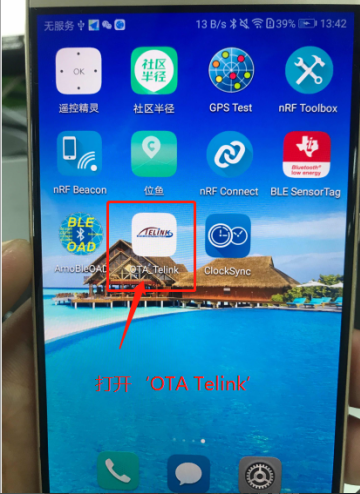 无服务 13 B/s 39% 13:42
OK
社区半径
遥控精灵 社区半径 GPS Test nRF Toolbox
Bluetooth
low energy
nRF Beacon 位鱼 nRF Connect BLE SensorTag
BLE
OAD
TELINK
AmoBleOAD OTA_Telink ClockSync
打开 ‘OTA Telink’